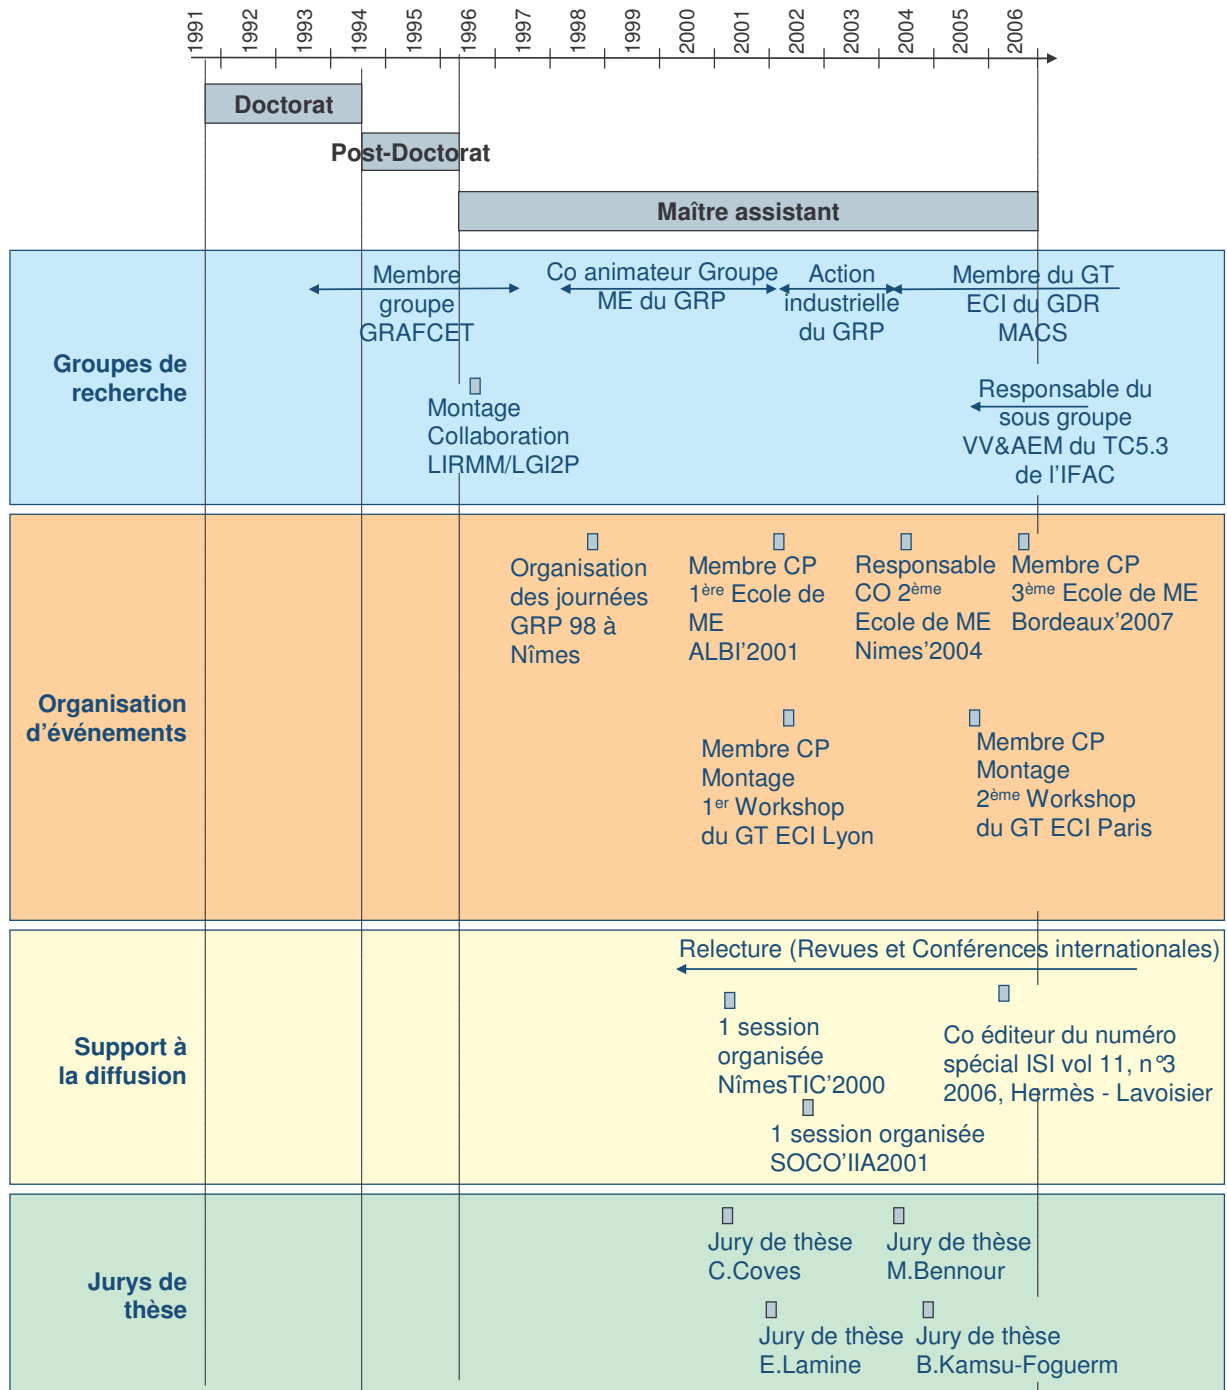 1991
1992
1993
1994
1995
1996
1997
1998
1999
2000
2001
2002
2003
2004
2005
2006
Doctorat
Post-Doctorat
Maître assistant
Groupes de
recherche
Membre
groupe
GRAFCET
Co animateur Groupe
ME du GRP
Action
industrielle
du GRP
Membre du GT
ECI du GDR
MACS
Montage
Collaboration
LIRMM/LGI2P
Responsable du
sous groupe
VV&AEM du TC5.3
de l'IFAC
Organisation
d'événements
Organisation
des journées
GRP 98 à
Nîmes
Membre CP
1ère Ecole de
ME
ALBI'2001
Responsable
CO 2ème
Ecole de ME
Nimes'2004
Membre CP
3ème Ecole de ME
Bordeaux'2007
Membre CP
Montage
1er Workshop
du GT ECI Lyon
Membre CP
Montage
2ème Workshop
du GT ECI Paris
Support à
la diffusion
Relecture (Revues et Conférences internationales)
1 session
organisée
NîmesTIC'2000
Co éditeur du numéro
spécial ISI vol 11, n°3
2006, Hermès - Lavoisier
1 session organisée
SOCO'IIA2001
Jurys de
thèse
Jury de thèse
C.Coves
Jury de thèse
M.Bennour
Jury de thèse
E.Lamine
Jury de thèse
B.Kamsu-Foguerm